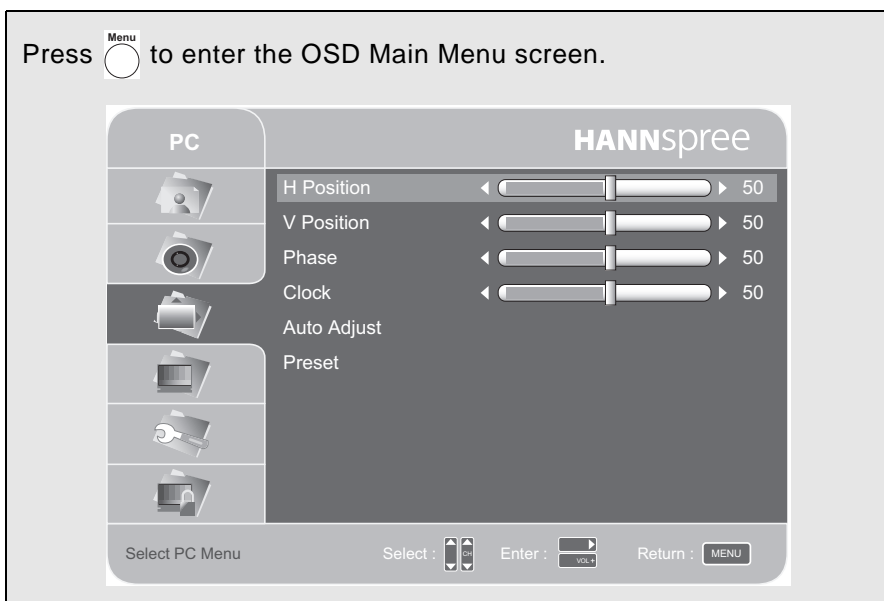 Press Menu to enter the OSD Main Menu screen.
PC HANNspree
H Position 50
V Position 50
Phase 50
Clock 50
Auto Adjust
Preset
Select PC Menu Select : CH Enter : VOL+ Return : MENU